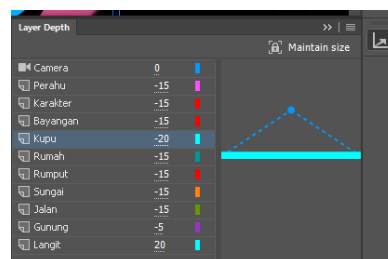 Layer Depth
Maintain size
Camera 0
Perahu -15
Karakter -15
Bayangan -15
Kupu -20
Rumah -15
Rumput -15
Sungai -15
Jalan -15
Gunung -5
Langit 20